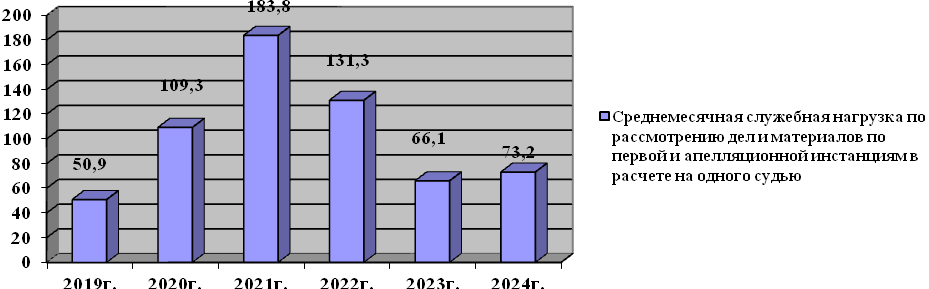 200
180
160
140
120
100
80
60
40
20
0
50,9
109,3
183,8
131,3
66,1
73,2
2019г.
2020г.
2021г.
2022г.
2023г.
2024г.
Среднемесячная служебная нагрузка по
рассмотрению дел и материалов по
первой и апелляционной инстанциям в
расчете на одного судью